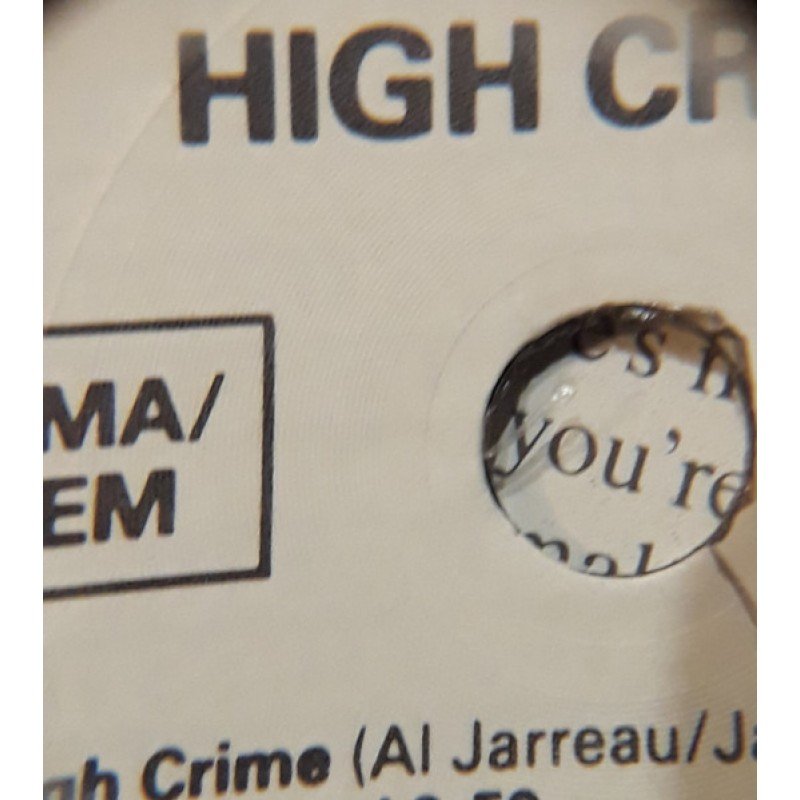 HIGH CR
MA/
EM
you're
gh Crime (Al Jarreau/Ja